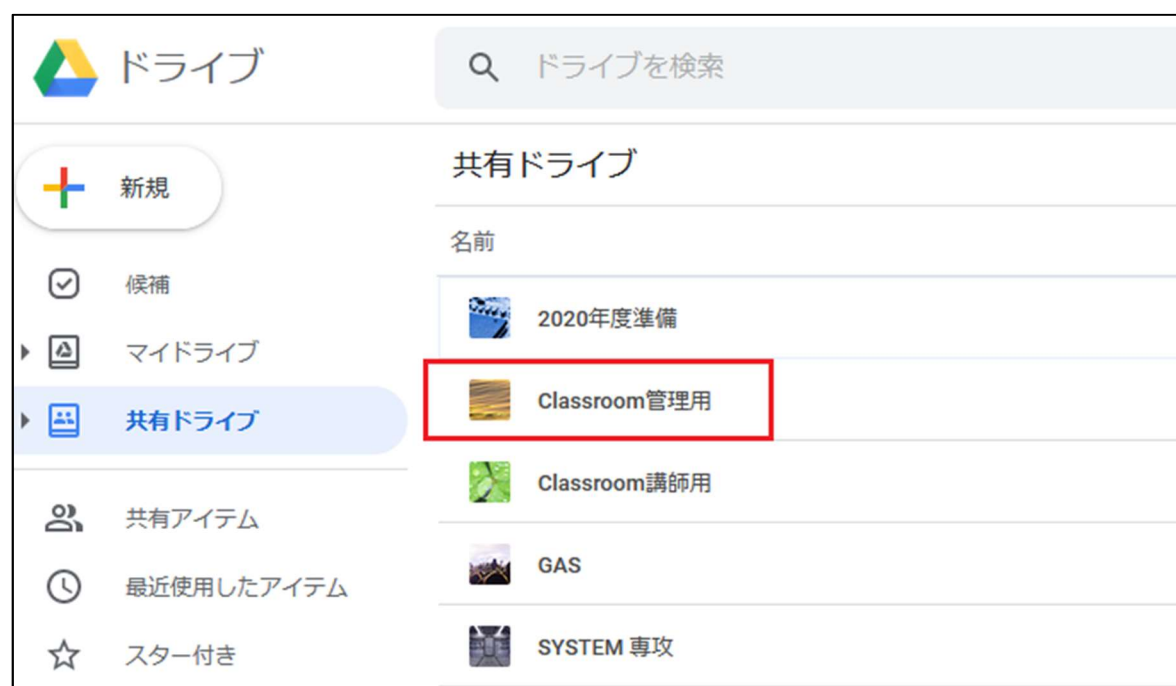 ドライブ
ドライブを検索
新規
候補
マイドライブ
共有ドライブ
共有アイテム
最近使用したアイテム
スター付き
共有ドライブ
名前
2020年度準備
Classroom管理用
Classroom講師用
GAS
SYSTEM 専攻